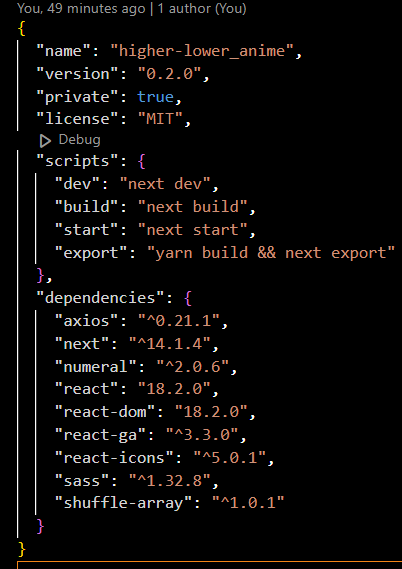 You, 49 minutes ago | 1 author (You)
{
  "name": "higher-lower_anime",
  "version": "0.2.0",
  "private": true,
  "license": "MIT",
  Debug
  "scripts": {
    "dev": "next dev",
    "build": "next build",
    "start": "next start",
    "export": "yarn build && next export"
  },
  "dependencies": {
    "axios": "^0.21.1",
    "next": "^14.1.4",
    "numeral": "^2.0.6",
    "react": "18.2.0",
    "react-dom": "18.2.0",
    "react-ga": "^3.3.0",
    "react-icons": "^5.0.1",
    "sass": "^1.32.8",
    "shuffle-array": "^1.0.1"
  }
}